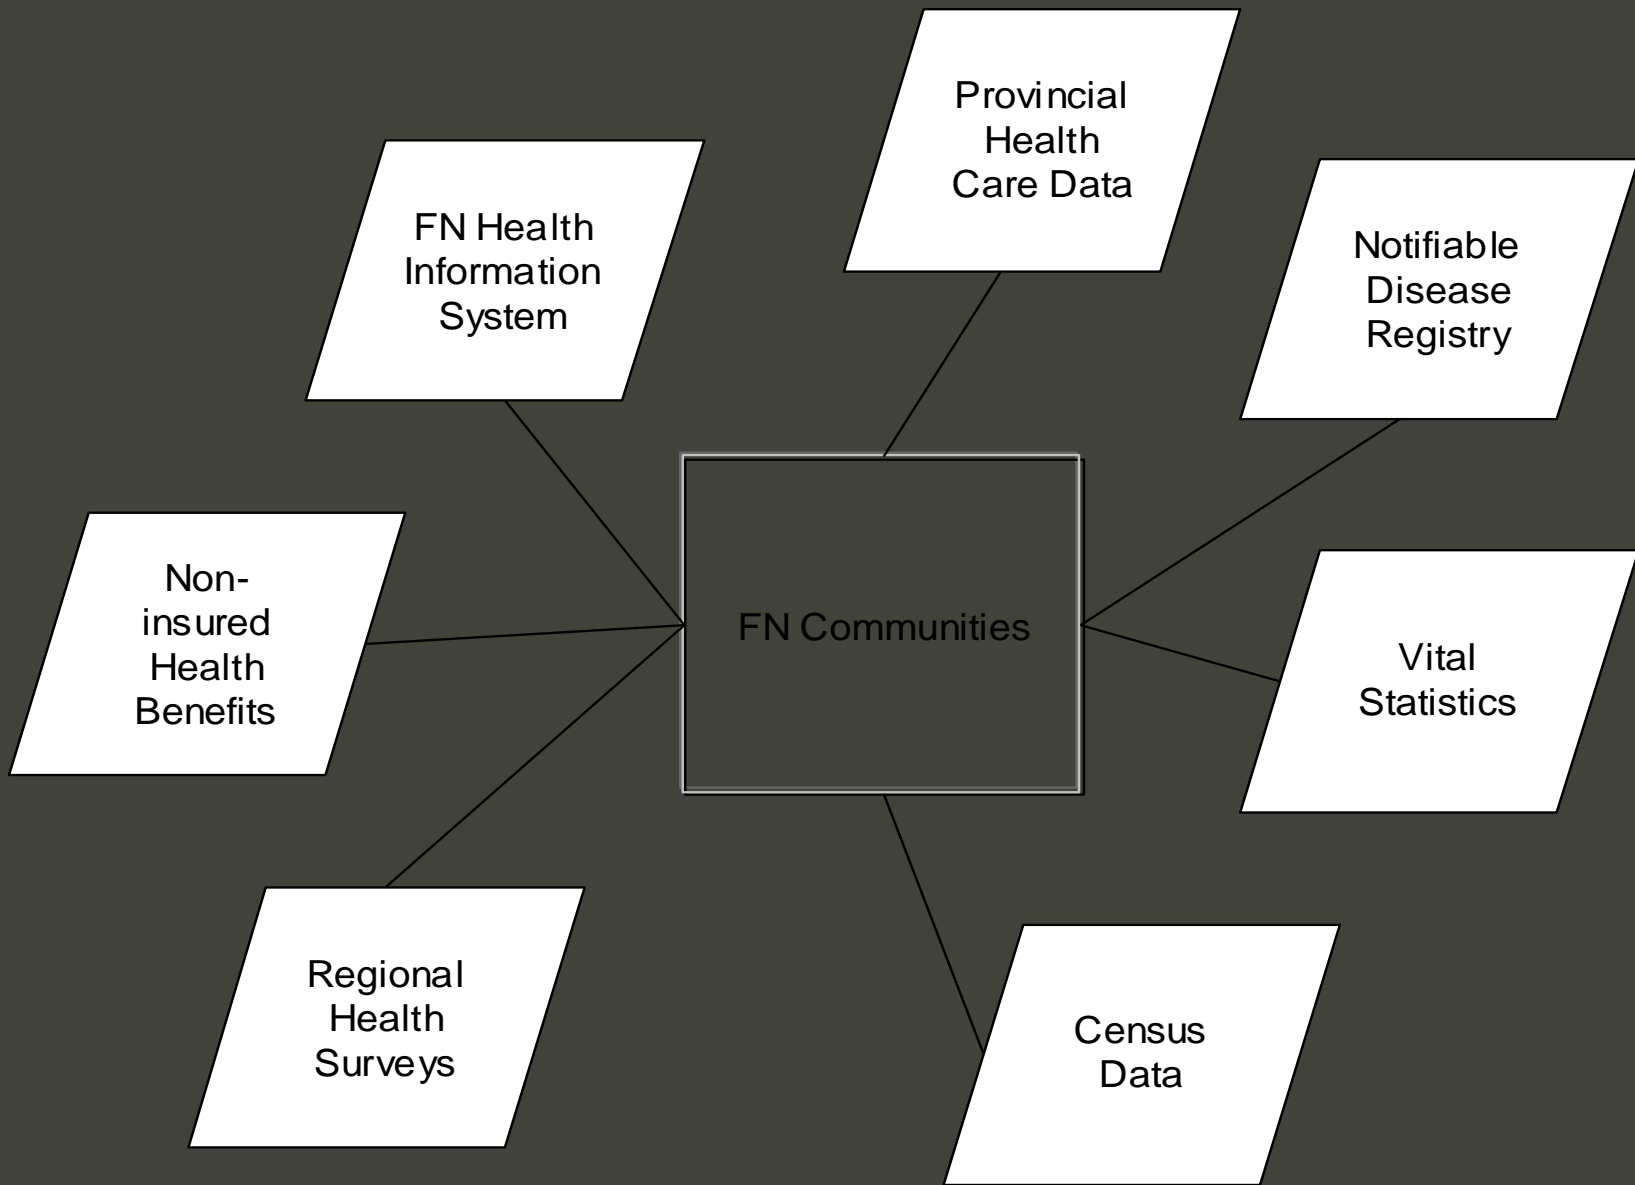 Provincial
Health
Care Data
FN Health
Information
System
Notifiable
Disease
Registry
Non-
insured
Health
Benefits
FN Communities
Vital
Statistics
Regional
Health
Surveys
Census
Data